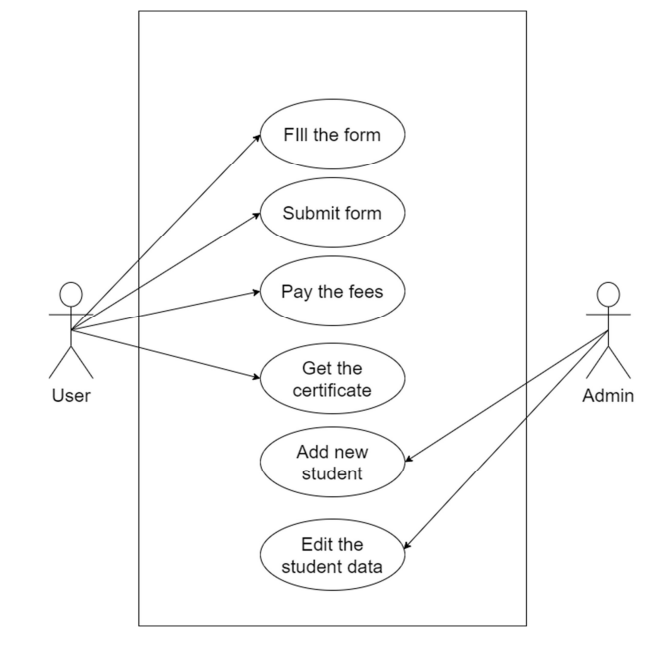 FIll the form
Submit form
Pay the fees
Get the
certificate
User
Admin
Add new
student
Edit the
student data